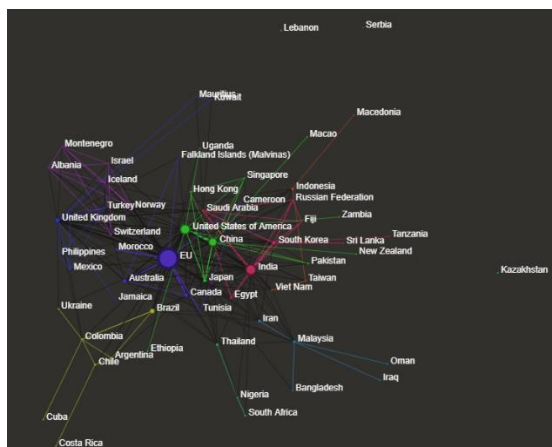 Lebanon
Serbia
Mauritius
Kuwait
Macedonia
Macao
Uganda
Montenegro
Falkland Islands (Malvinas)
Albania
Israel
Iceland
Singapore
Hong Kong
Indonesia
Cameroon
Russian Federation
Turkey
Norway
Saudi Arabia
United Kingdom
Fiji
Zambia
United States of America
Switzerland
China
South Korea
Sri Lanka
Tanzania
Morocco
New Zealand
Philippines
EU
Pakistan
Mexico
India
Kazakhstan
Australia
Japan
Taiwan
Jamaica
Canada
Egypt
Viet Nam
Ukraine
Brazil
Tunisia
Iran
Colombia
Thailand
Malaysia
Argentina
Ethiopia
Chile
Oman
Iraq
Bangladesh
Nigeria
Cuba
South Africa
Costa Rica